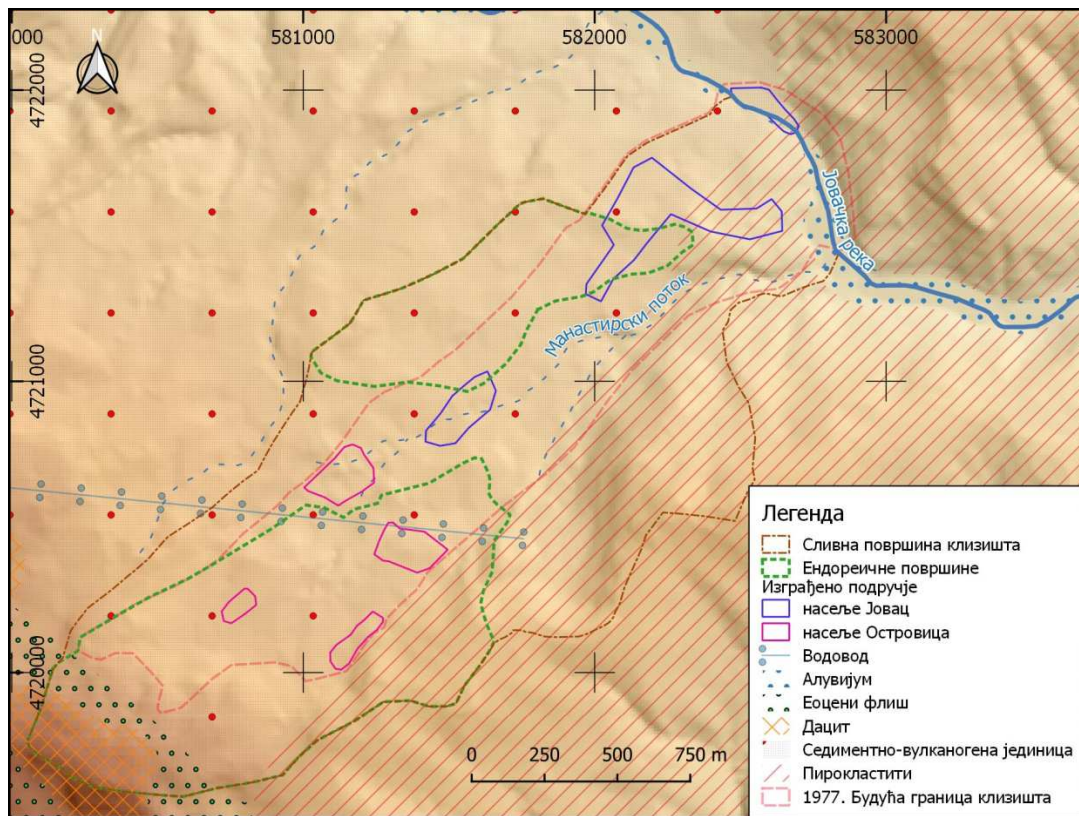 000
581000
582000
583000
N
4722000
4721000
4720000
Јовачка река
Манастирски поток
0 250 500 750 m
Легенда
Сливна површина клизишта
Ендореичне површине
Изграђено подручје
насеље Јовац
насеље Островица
Водовод
Алувијум
Еоцени флиш
Дацит
Седиментно-вулканогена јединица
Пирокластити
1977. Будућа граница клизишта